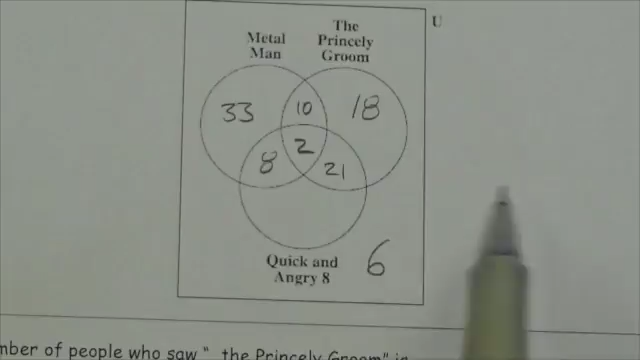 U
Metal
Man
The
Princely
Groom
33
10
18
2
8
21
Quick and
Angry 8
6
mber of people who saw " the Princely Groom" is